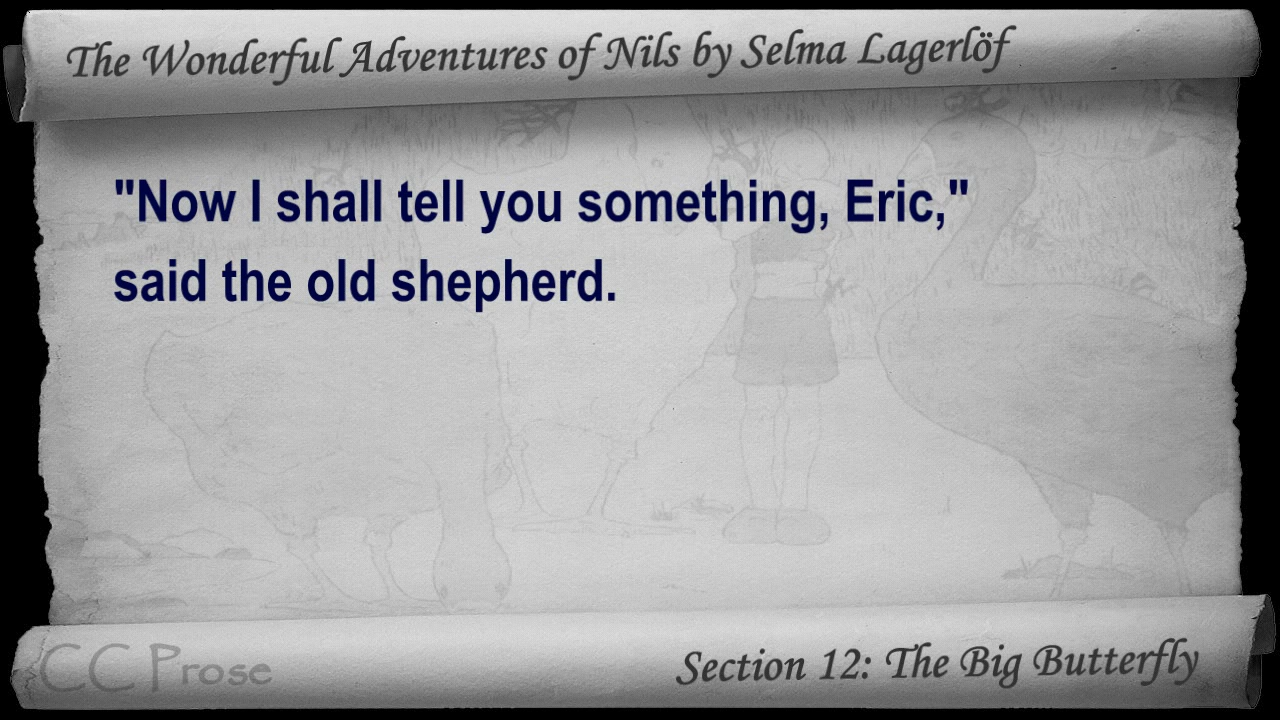 The Wonderful Adventures of Nils by Selma Lagerlöf
"Now I shall tell you something, Eric,"
said the old shepherd.
CC Prose
Section 12: The Big Butterfly